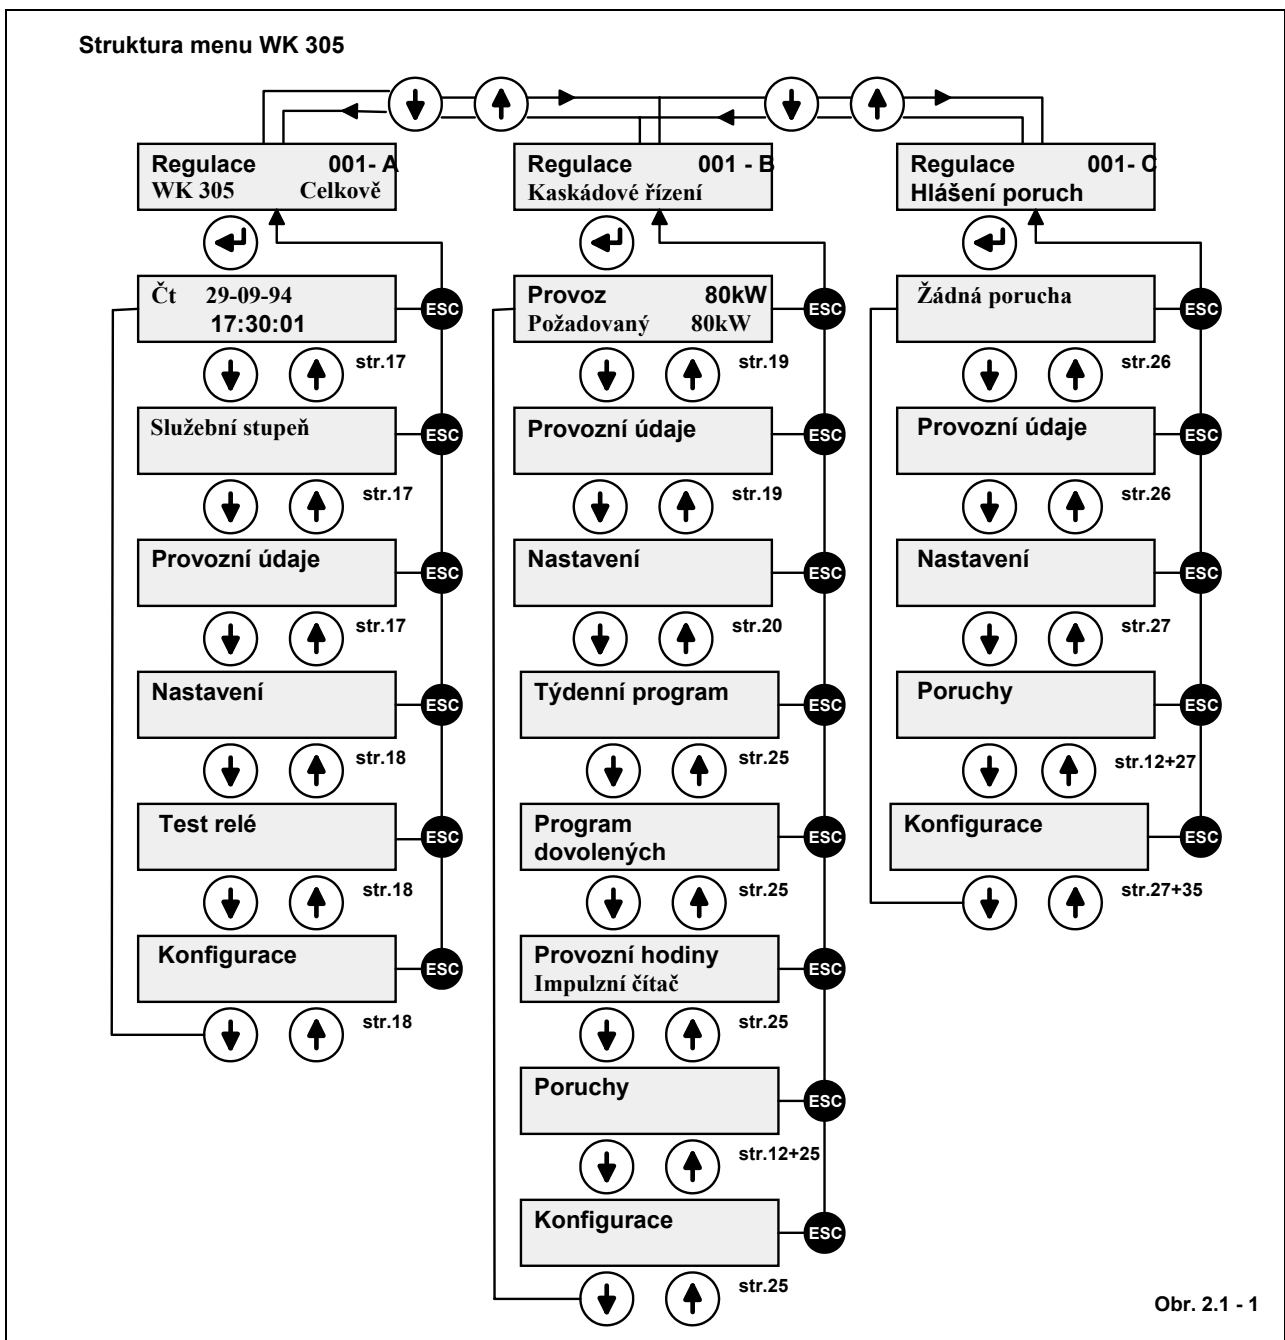 Struktura menu WK 305
Regulace 001- A
WK 305 Celkově
Čt 29-09-94
17:30:01
ESC
str.17
Služební stupeň
ESC
str.17
Provozní údaje
ESC
str.17
Nastavení
ESC
str.18
Test relé
ESC
str.18
Konfigurace
ESC
str.18
Regulace 001 - B
Kaskádové řízení
Provoz 80kW
Požadovaný 80kW
ESC
str.19
Provozní údaje
ESC
str.19
Nastavení
ESC
str.20
Týdenní program
ESC
str.25
Program
dovolených
ESC
str.25
Provozní hodiny
Impulzní čítač
ESC
str.25
Poruchy
ESC
str.12+25
Konfigurace
ESC
str.25
Regulace 001- C
Hlášení poruch
Žádná porucha
ESC
str.26
Provozní údaje
ESC
str.26
Nastavení
ESC
str.27
Poruchy
ESC
str.12+27
Konfigurace
ESC
str.27+35
Obr. 2.1 - 1